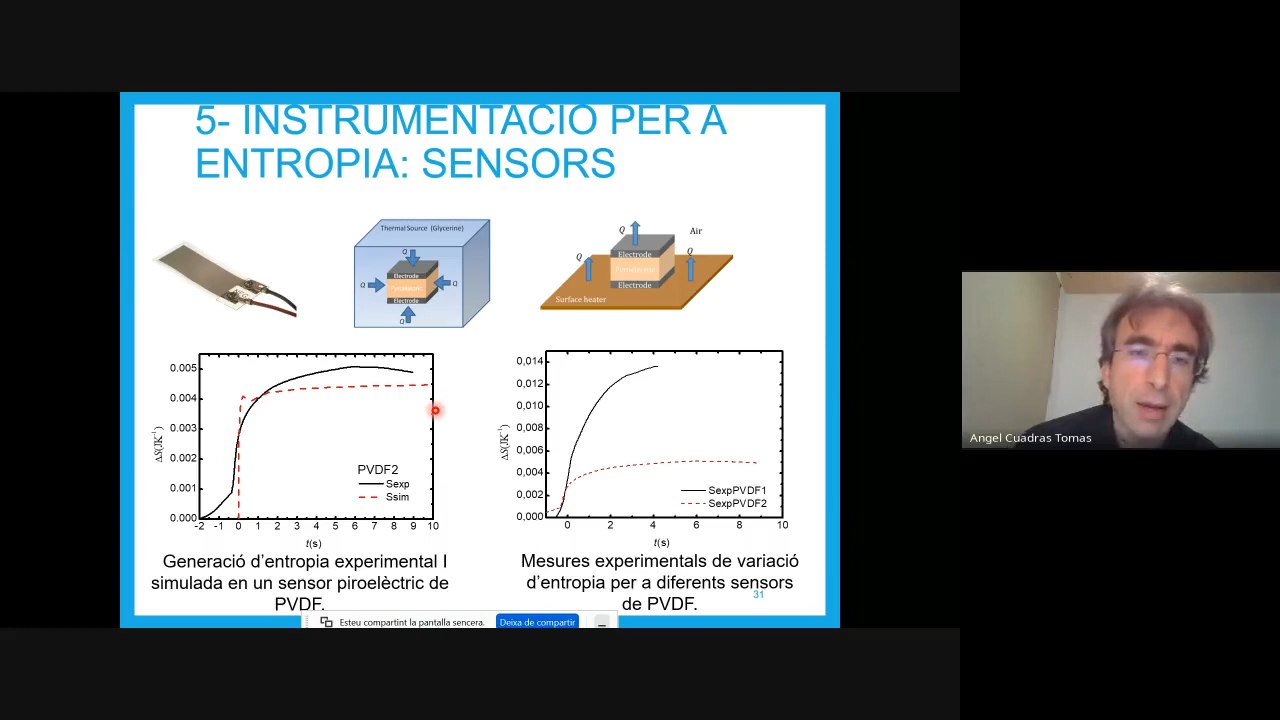 5- INSTRUMENTACIO PER A
ENTROPIA: SENSORS
Thermal Source (Glycerine)
Q
Electrode
Q
Pyroelectric
Q
Electrode
Q
Q
Air
Electrode
Q
Pyroelectric
Q
Electrode
Surface heater
0.005
0.004
0.003
0.002
0.001
0.000
ΔS(JK⁻¹)
PVDF2
Sexp
Ssim
-2 -1 0 1 2 3 4 5 6 7 8 9 10
t(s)
0,014
0,012
0,010
0,008
0,006
0,004
0,002
0,000
ΔS(JK⁻¹)
SexpPVDF1
SexpPVDF2
0 2 4 6 8 10
t(s)
Generació d'entropia experimental I
simulada en un sensor piroelèctric de
PVDF.
Mesures experimentals de variació
d'entropia per a diferents sensors
de PVDF.
31
Esteu compartint la pantalla sencera.
Deixa de compartir
Angel Cuadras Tomas